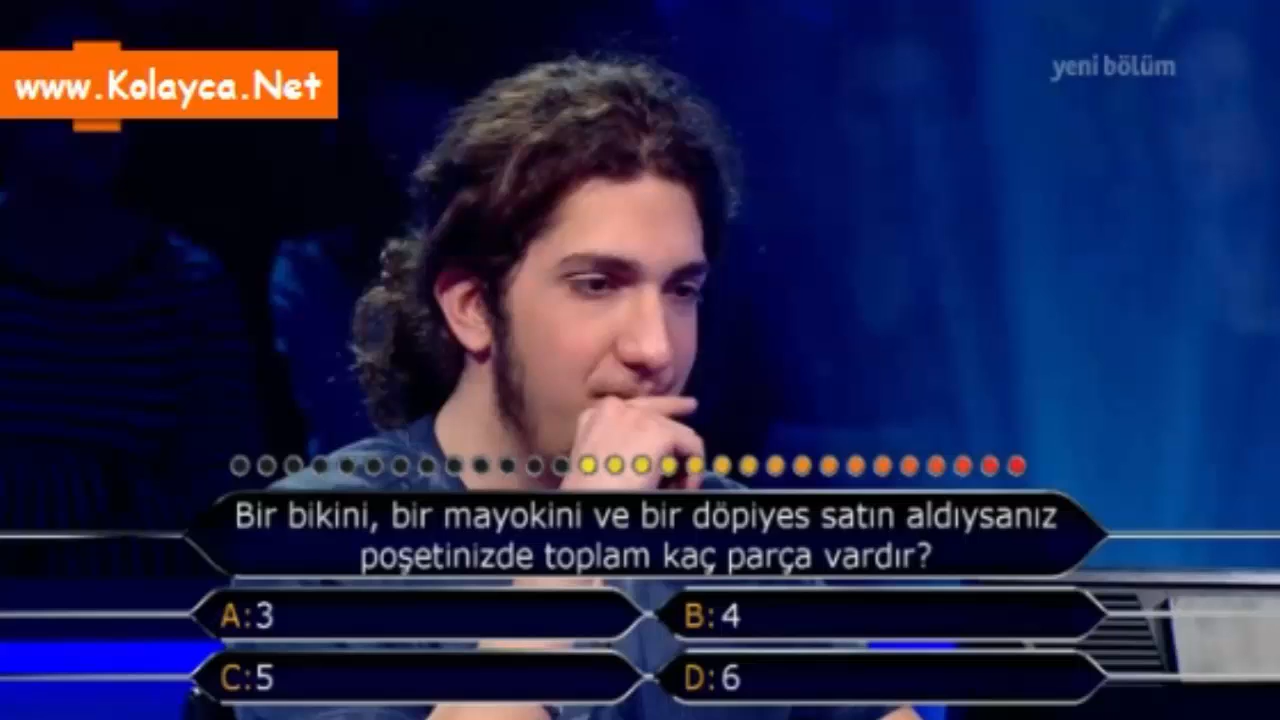 www.Kolayca.Net
yeni bölüm
Bir bikini, bir mayokini ve bir döpiyes satın aldıysanız
poşetinizde toplam kaç parça vardır?
A:3
B:4
C:5
D:6